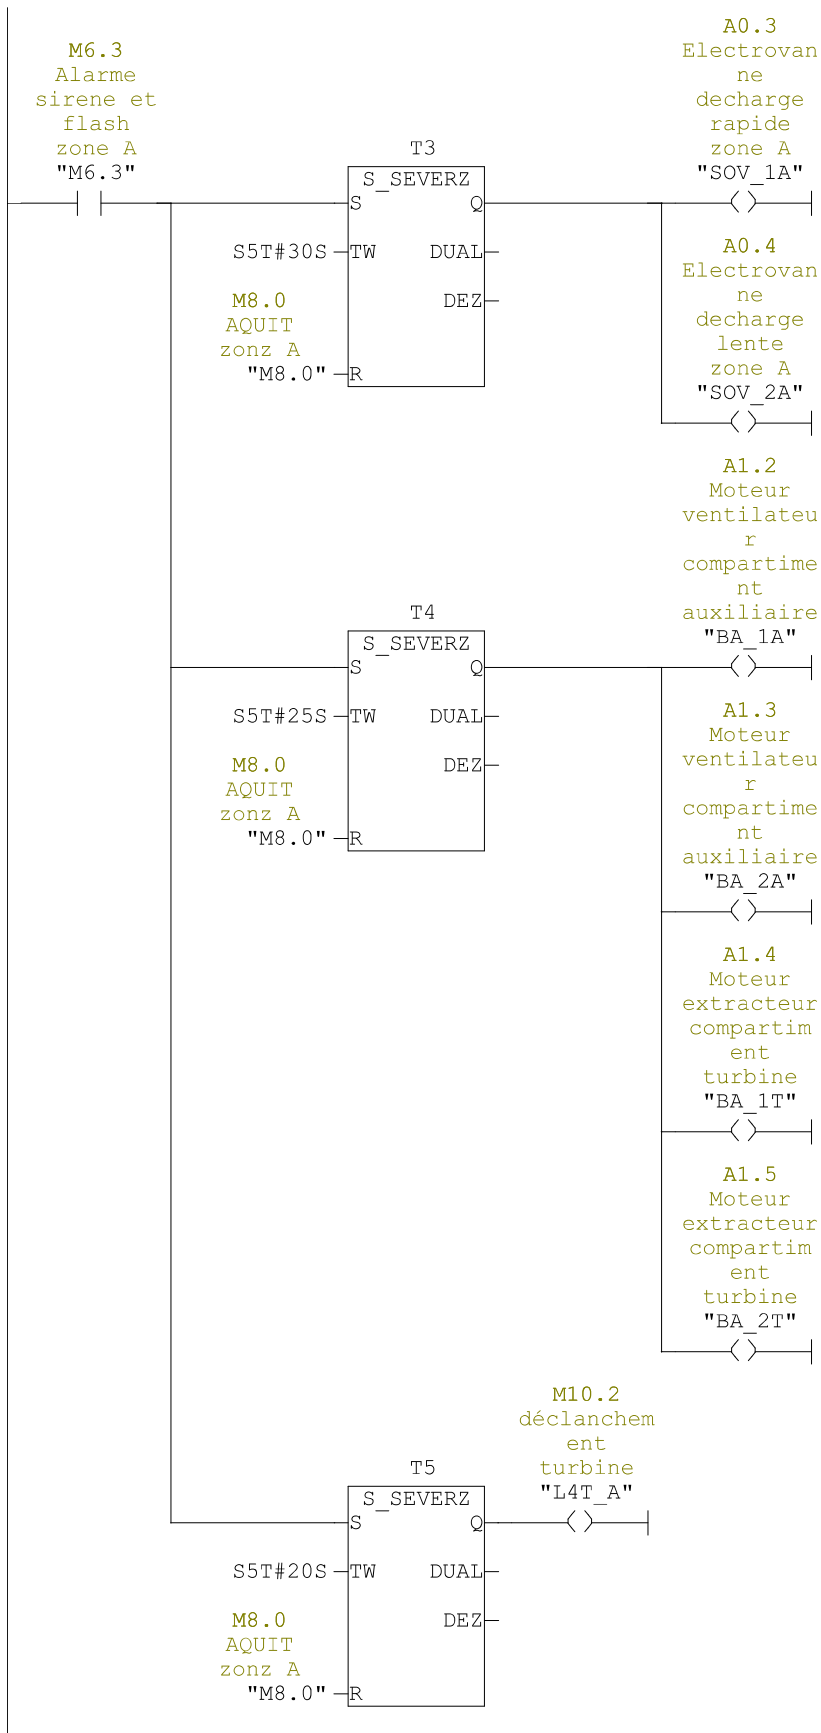 M6.3
Alarme
sirene et
flash
zone A
"M6.3"
T3
S_SEVERZ
S
Q
S5T#30S
TW
DUAL
M8.0
AQUIT
zonz A
"M8.0"
DEZ
R
A0.3
Electrovan
ne
decharge
rapide
zone A
"SOV_1A"
A0.4
Electrovan
ne
decharge
lente
zone A
"SOV_2A"
T4
S_SEVERZ
S
Q
S5T#25S
TW
DUAL
M8.0
AQUIT
zonz A
"M8.0"
DEZ
R
A1.2
Moteur
ventilateu
r
compartime
nt
auxiliaire
"BA_1A"
A1.3
Moteur
ventilateu
r
compartime
nt
auxiliaire
"BA_2A"
A1.4
Moteur
extracteur
compartim
ent
turbine
"BA_1T"
A1.5
Moteur
extracteur
compartim
ent
turbine
"BA_2T"
T5
S_SEVERZ
S
Q
S5T#20S
TW
DUAL
M8.0
AQUIT
zonz A
"M8.0"
DEZ
R
M10.2
déclanchem
ent
turbine
"L4T_A"